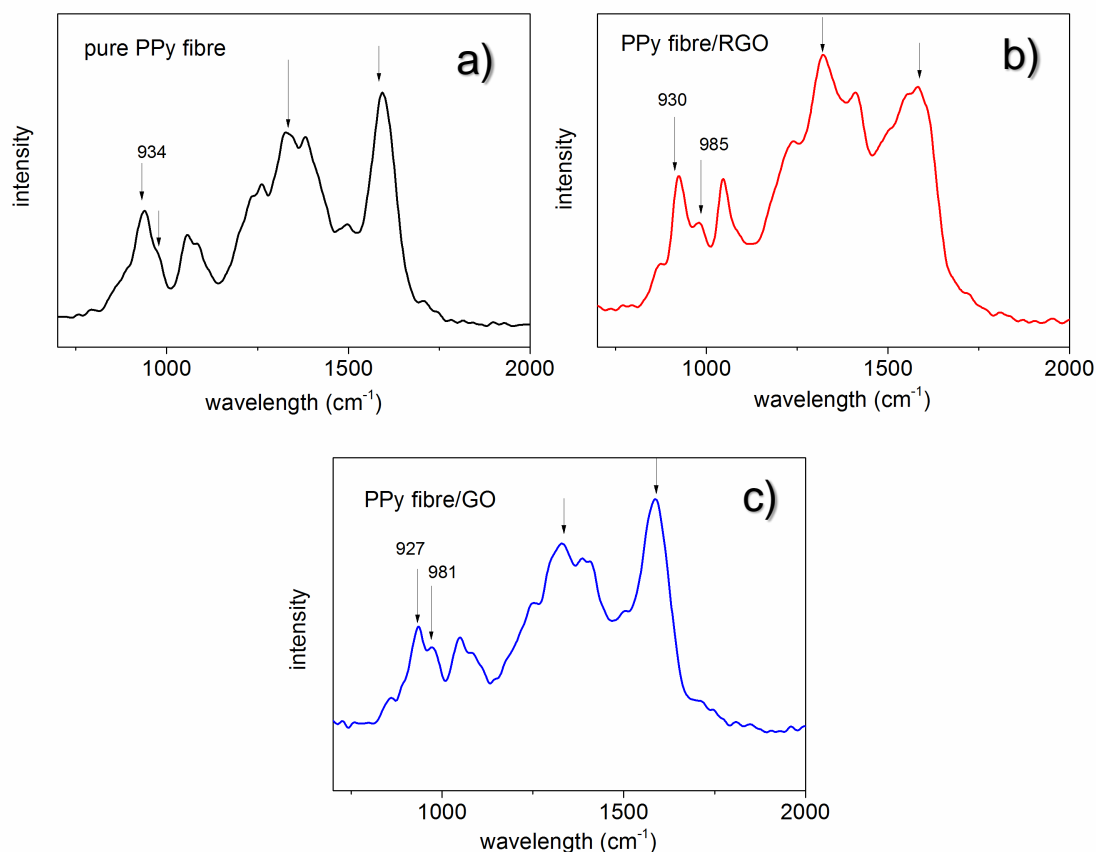 pure PPy fibre
a)
934
intensity
1000
1500
2000
wavelength (cm⁻¹)
PPy fibre/RGO
b)
930
985
intensity
1000
1500
2000
wavelength (cm⁻¹)
PPy fibre/GO
c)
927
981
intensity
1000
1500
2000
wavelength (cm⁻¹)